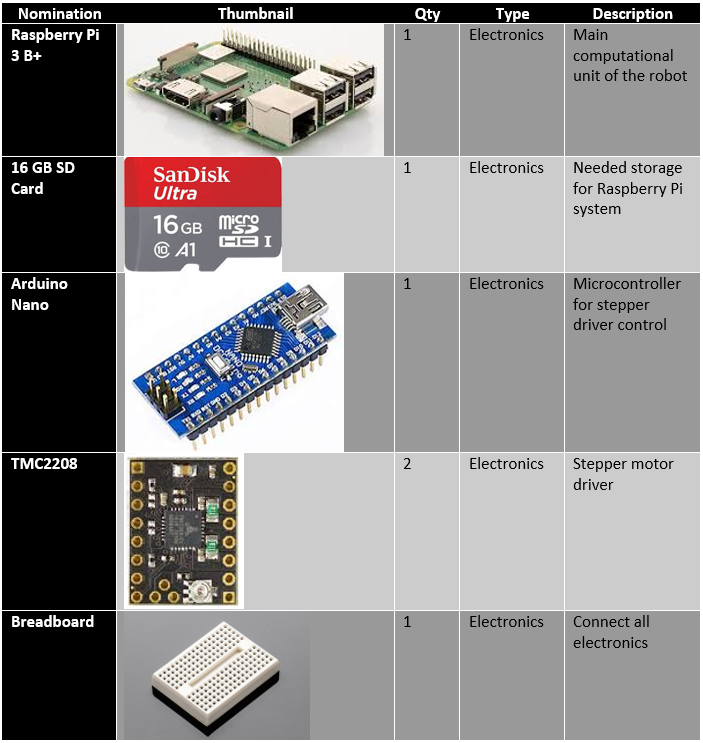 Nomination Thumbnail Qty Type Description
Raspberry Pi 1 Electronics Main
3 B+ computational
unit of the robot
16 GB SD 1 Electronics Needed storage
Card for Raspberry Pi
system
SanDisk
Ultra
16GB micro
SD
HC I
10 A1
Arduino 1 Electronics Microcontroller
Nano for stepper
driver control
NANO
TMC2208 2 Electronics Stepper motor
driver
Breadboard 1 Electronics Connect all
electronics